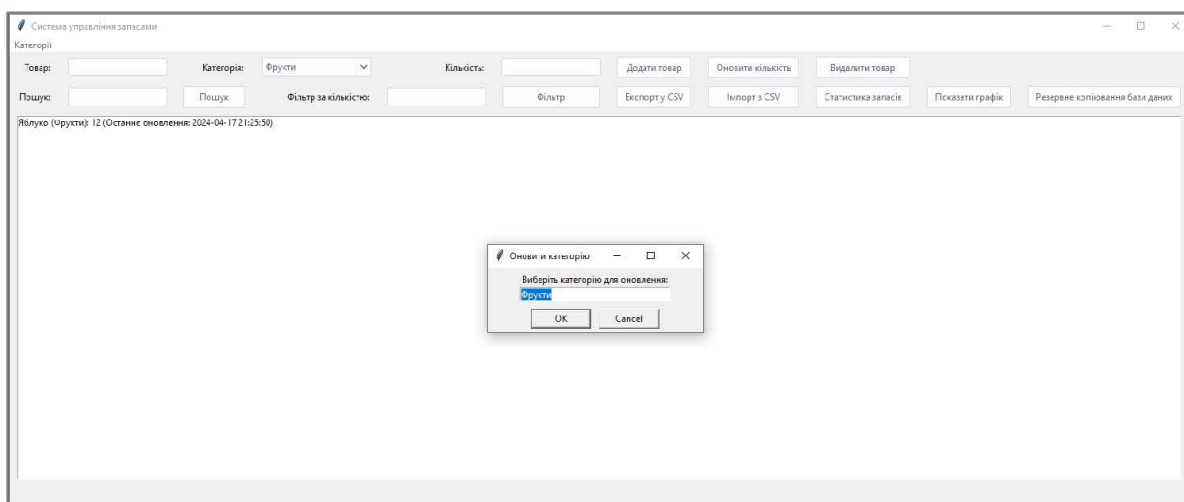 Система управління запасами
Категорії
Товар: Категорія: Фрусти Кількість: Додати товар Оновити кількість Видалити товар
Пошук: Пошук Фільтр за кількістю: Фільтр Експорт у CSV Імпорт з CSV Статистика запасів Показати графік Резервне копіювання бази даних
Яблуко (Фрукти): 12 (Останнє оновлення: 2024-04-17 21:25:50)
Оновити категорію
Виберіть категорію для оновлення:
Фрусти
OK Cancel